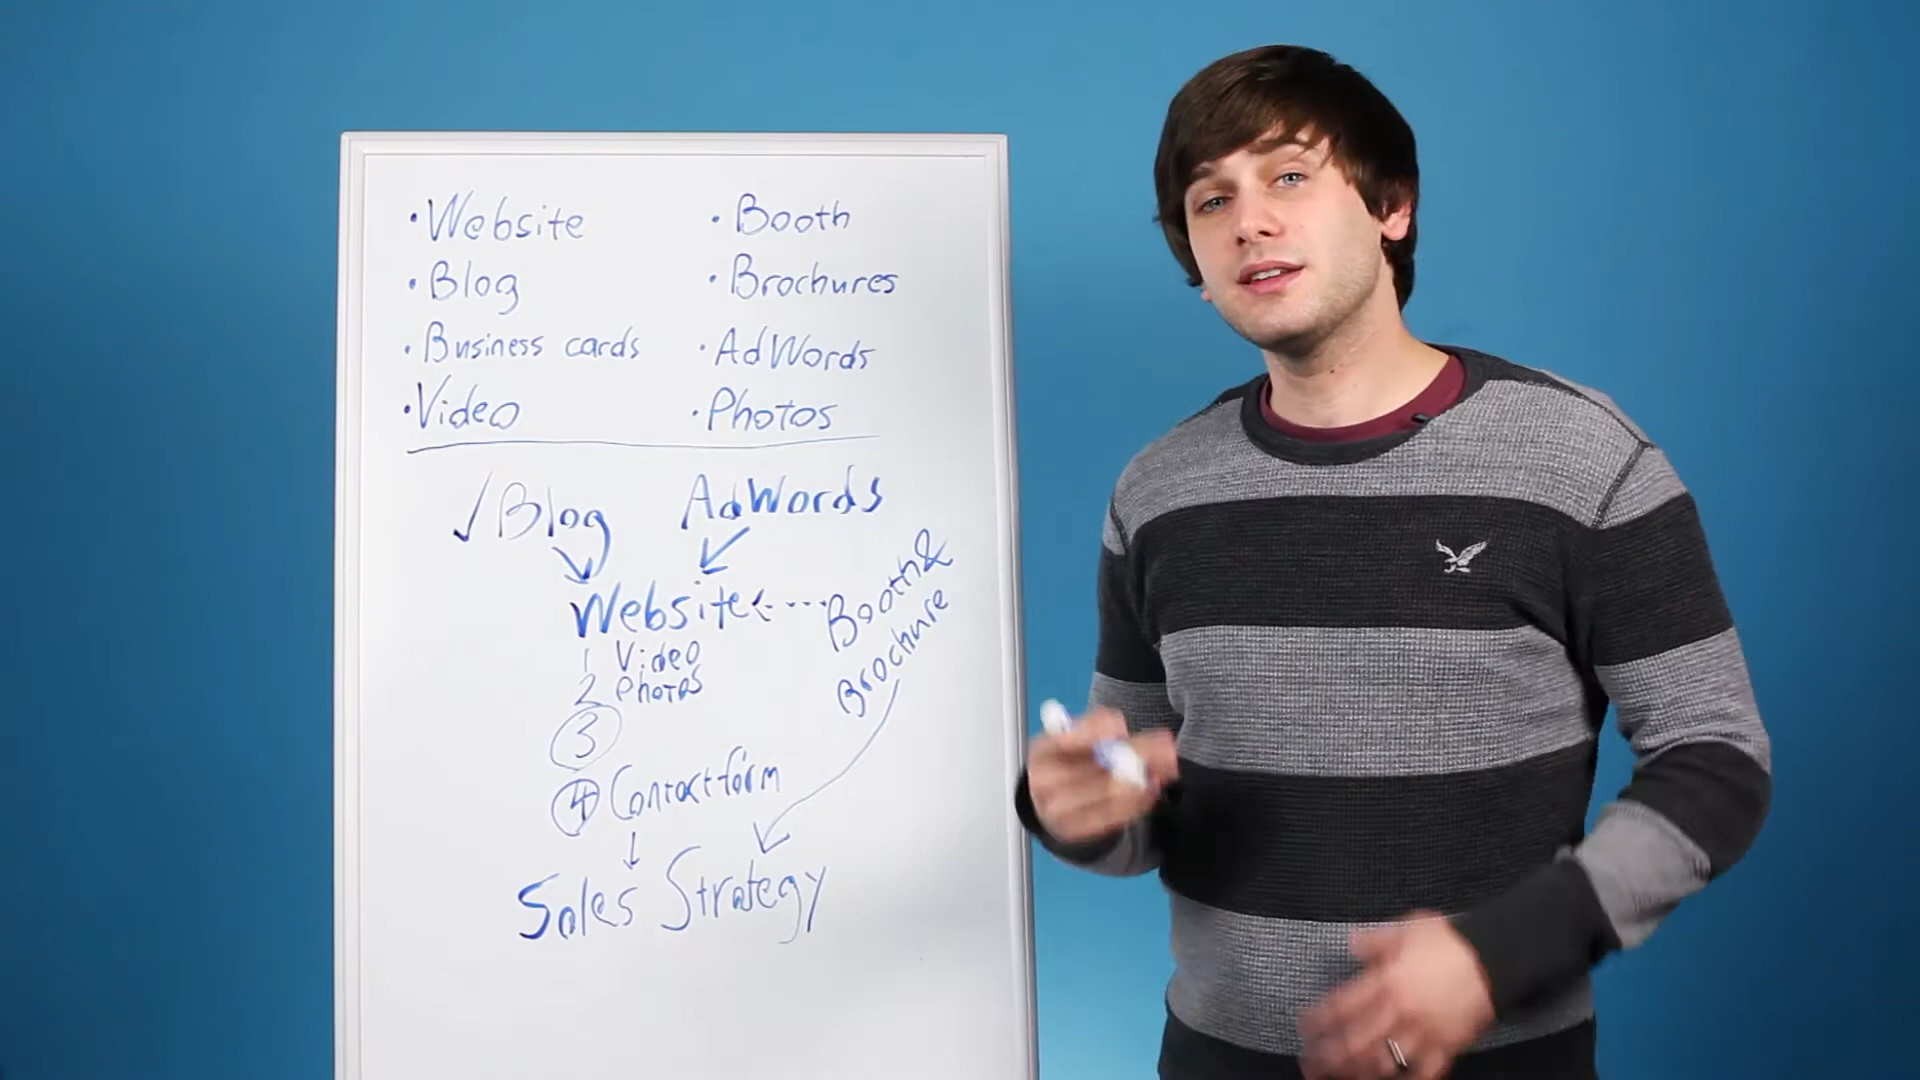 • Website
• Blog
• Business cards
• Video
• Booth
• Brochures
• AdWords
• Photos
✓ Blog
AdWords
Website
Booth &
Brochure
1 Video
2 Photos
3
4 Contact form
Sales Strategy